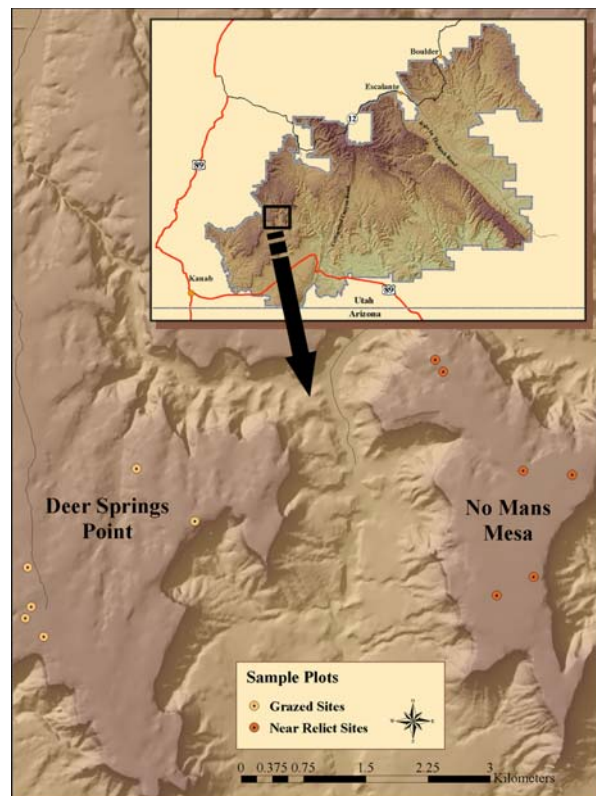 Boulder
Escalante
12
89
Kanab
89
Utah
Arizona
Deer Springs
Point
No Mans
Mesa
Sample Plots
Grazed Sites
Near Relict Sites
0 0.375 0.75 1.5 2.25 3
Kilometers